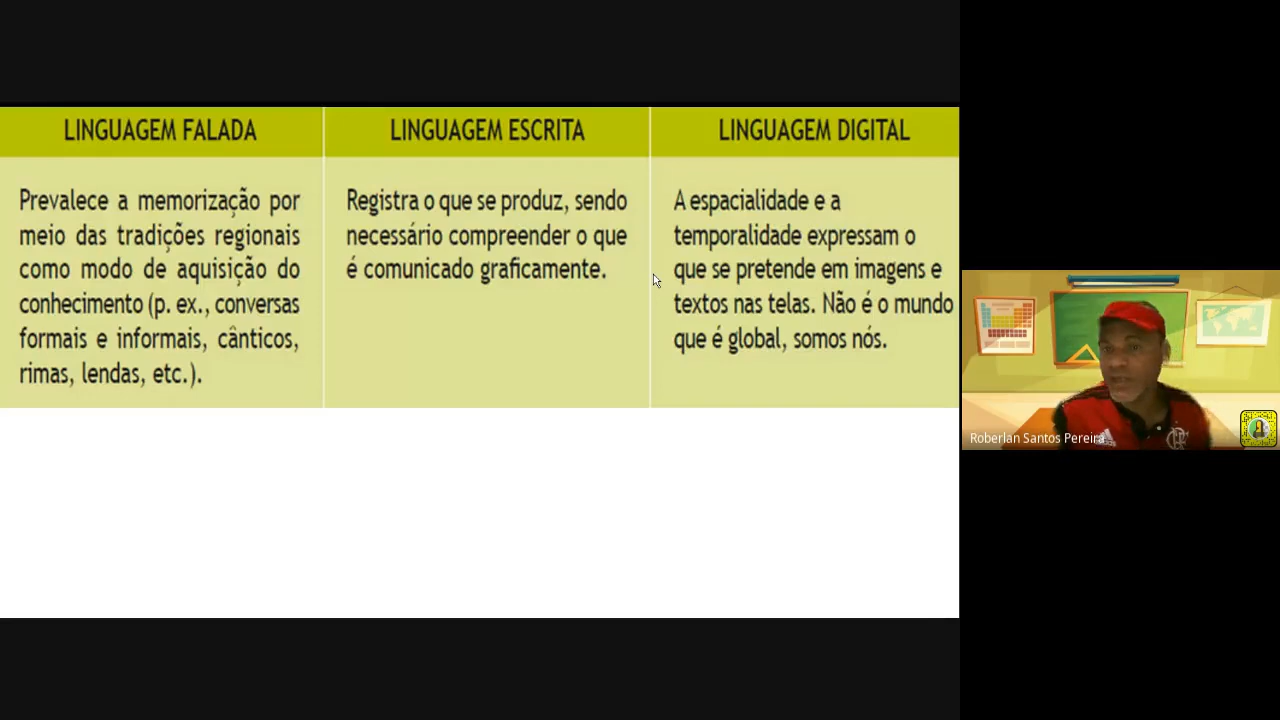 LINGUAGEM FALADA
Prevalece a memorização por
meio das tradições regionais
como modo de aquisição do
conhecimento (p. ex., conversas
formais e informais, cânticos,
rimas, lendas, etc.).
LINGUAGEM ESCRITA
Registra o que se produz, sendo
necessário compreender o que
é comunicado graficamente.
LINGUAGEM DIGITAL
A espacialidade e a
temporalidade expressam o
que se pretende em imagens e
textos nas telas. Não é o mundo
que é global, somos nós.
Roberlan Santos Pereira
adidas